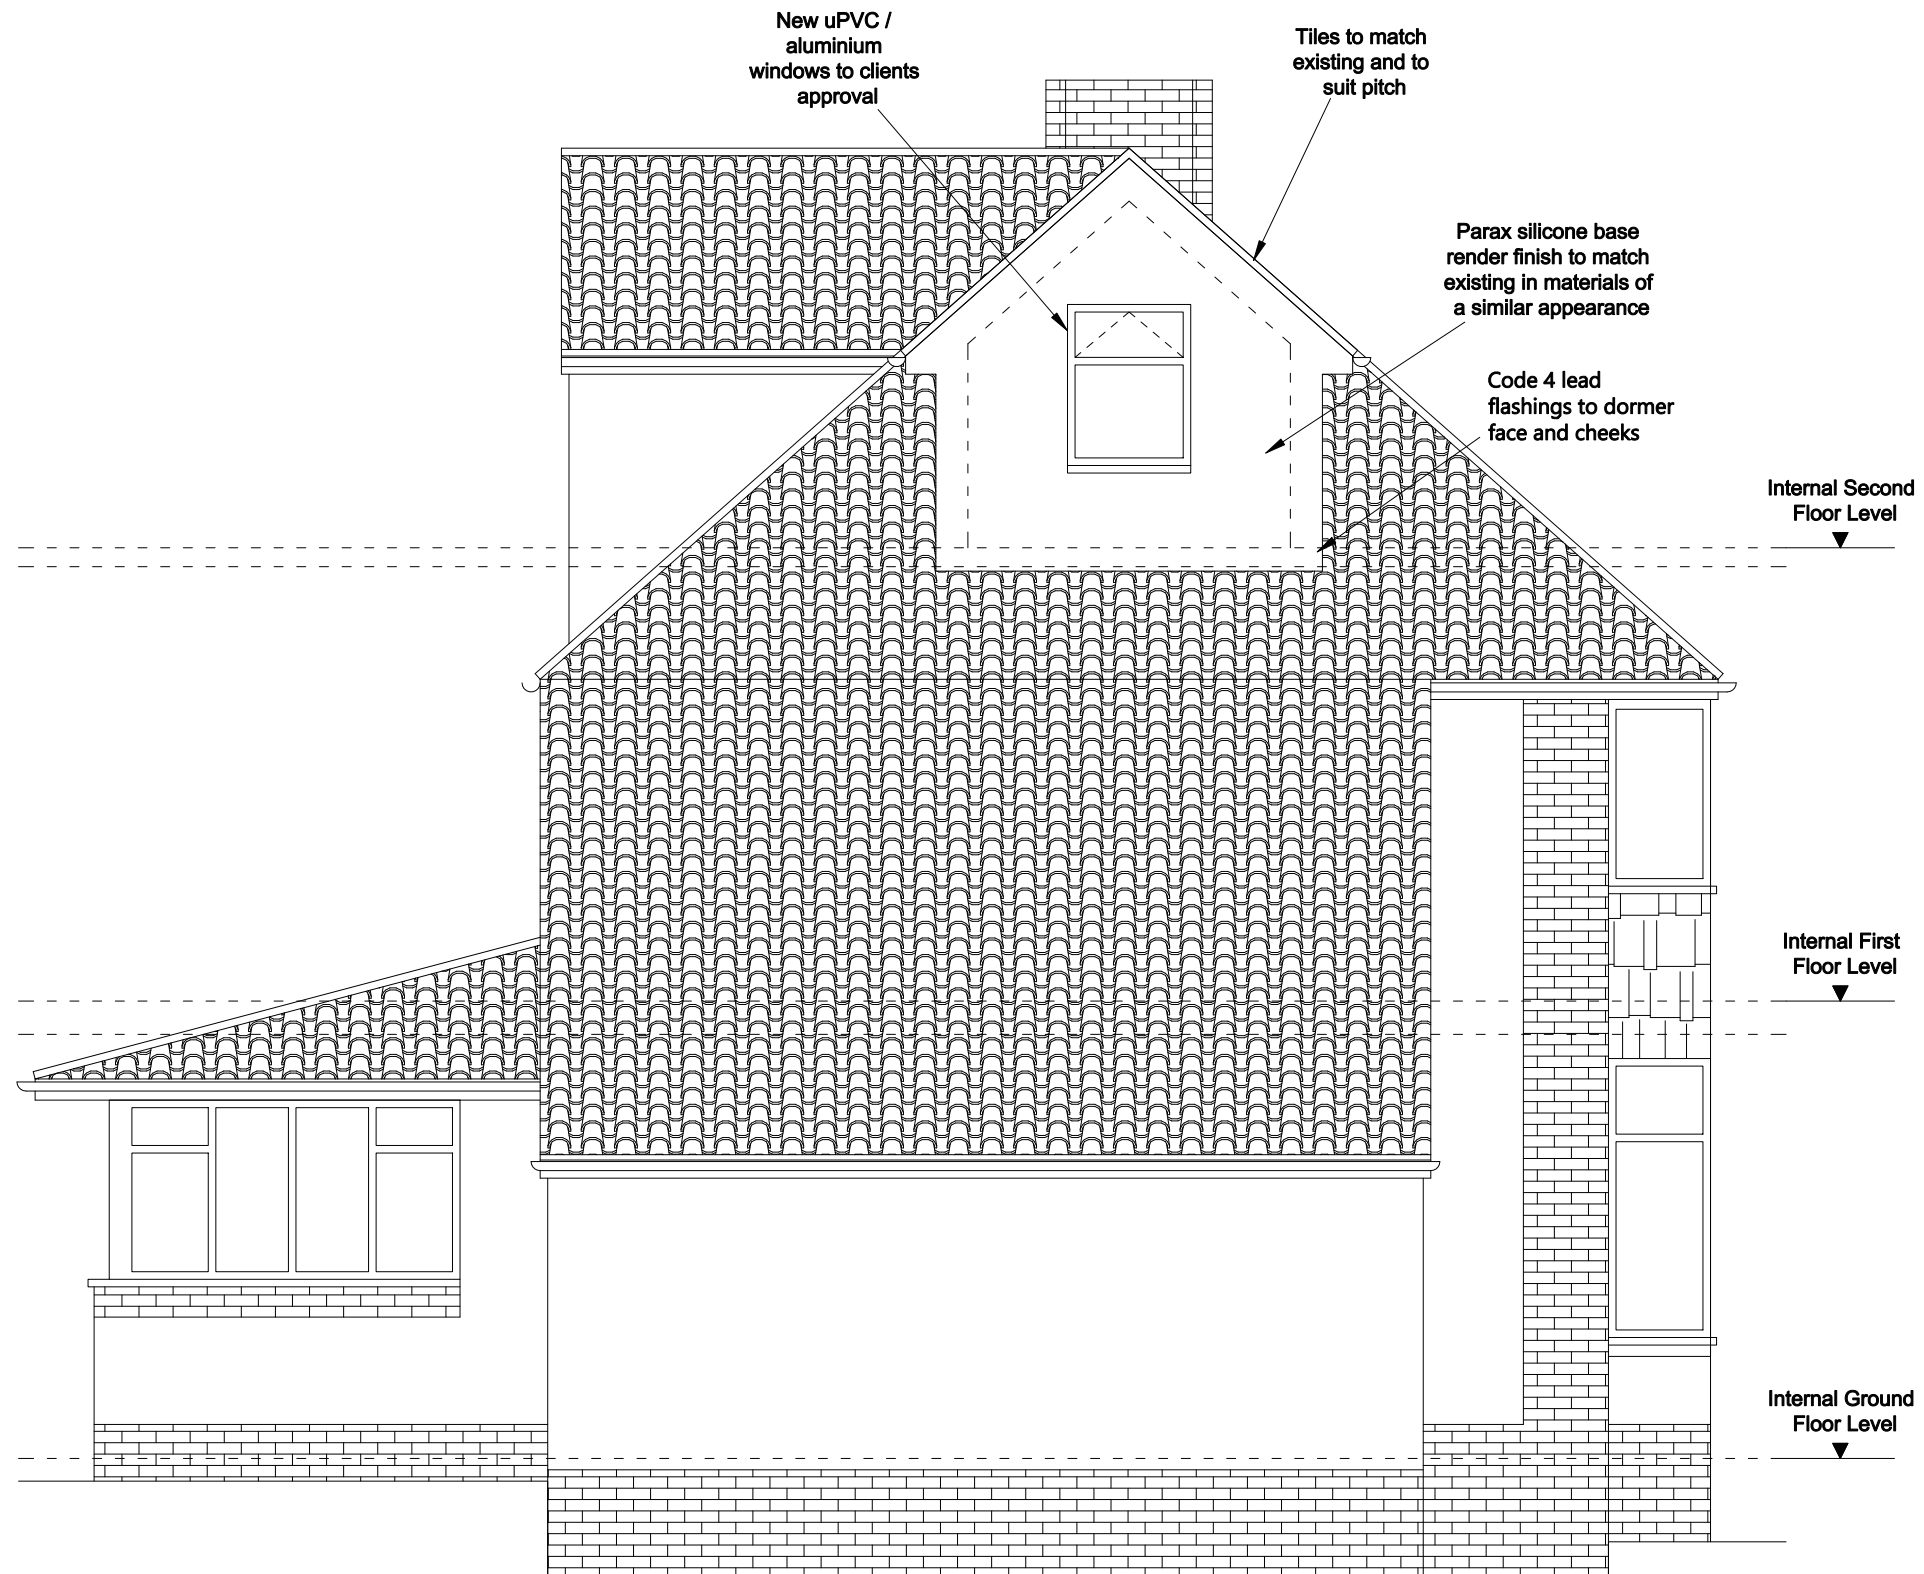 New uPVC /
aluminium
windows to clients
approval
Tiles to match
existing and to
suit pitch
Parax silicone base
render finish to match
existing in materials of
a similar appearance
Code 4 lead
flashings to dormer
face and cheeks
Internal Second
Floor Level
Internal First
Floor Level
Internal Ground
Floor Level